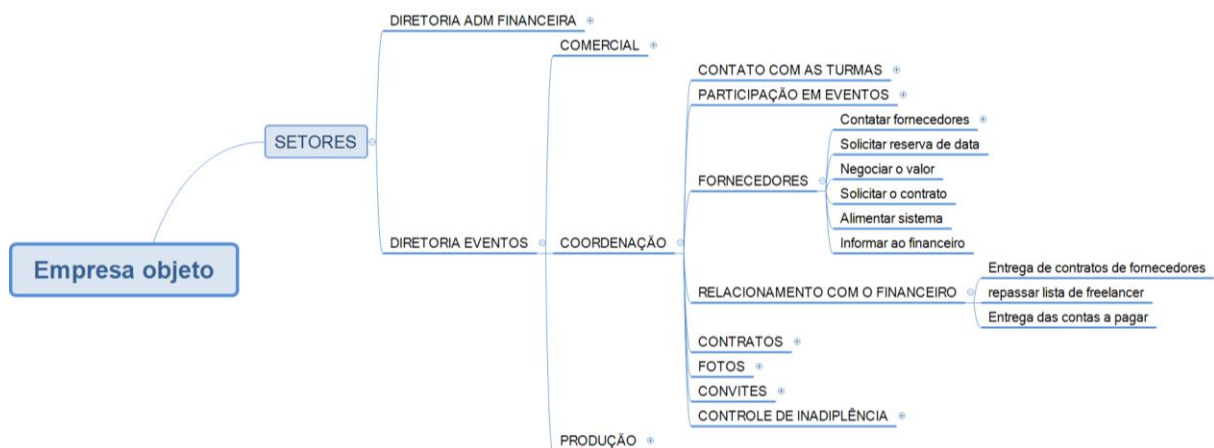 DIRETORIA ADM FINANCEIRA
COMERCIAL
CONTATO COM AS TURMAS
PARTICIPAÇÃO EM EVENTOS
Contatar fornecedores
SETORES
Solicitar reserva de data
Negociar o valor
FORNECEDORES
Solicitar o contrato
Alimentar sistema
DIRETORIA EVENTOS
COORDENAÇÃO
Informar ao financeiro
Empresa objeto
Entrega de contratos de fornecedores
RELACIONAMENTO COM O FINANCEIRO
repassar lista de freelancer
Entrega das contas a pagar
CONTRATOS
FOTOS
CONVITES
CONTROLE DE INADIPLÊNCIA
PRODUÇÃO